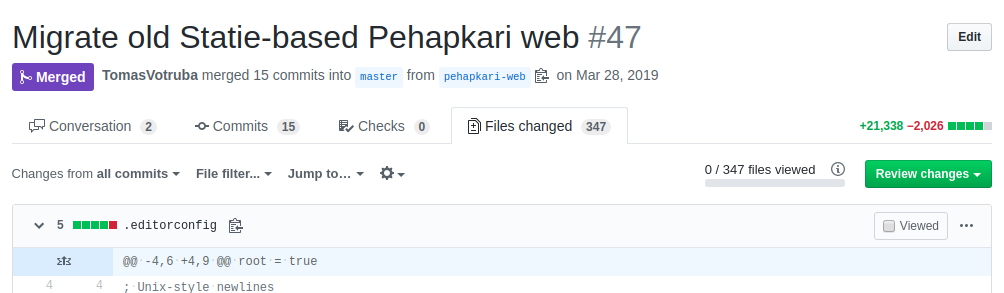 Migrate old Statie-based Pehapkari web #47
Edit
Merged TomasVotruba merged 15 commits into master from pehapkari-web on Mar 28, 2019
Conversation 2 Commits 15 Checks 0 Files changed 347 +21,338 −2,026
Changes from all commits File filter... Jump to... 0 / 347 files viewed Review changes
5 .editorconfig Viewed ...
@@ -4,6 +4,9 @@ root = true
4 4 ; Unix-style newlines